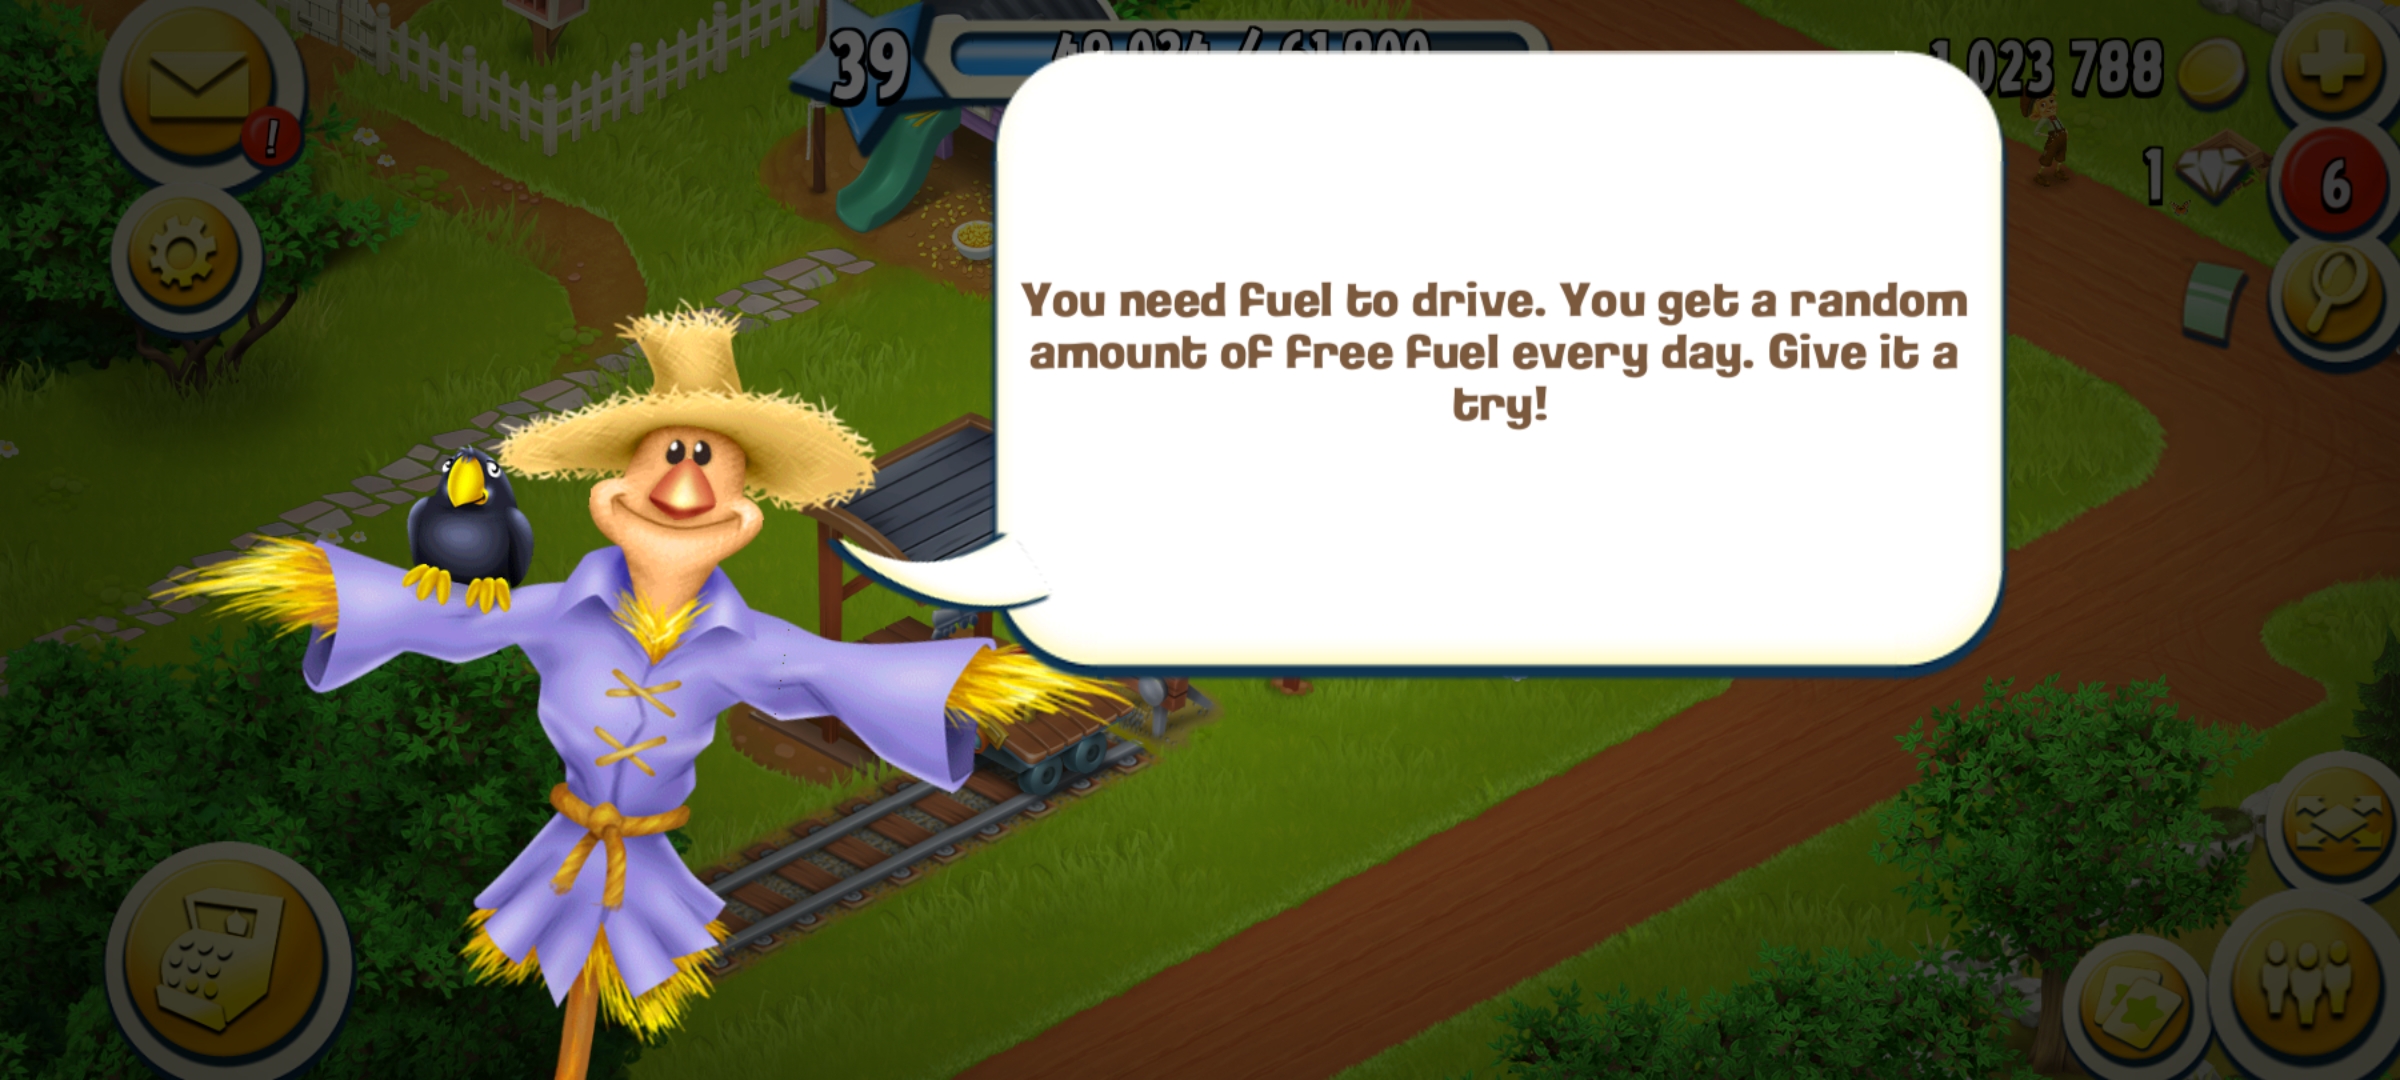 39
1 023 788
1
6
!
You need fuel to drive. You get a random
amount of free fuel every day. Give it a
try!